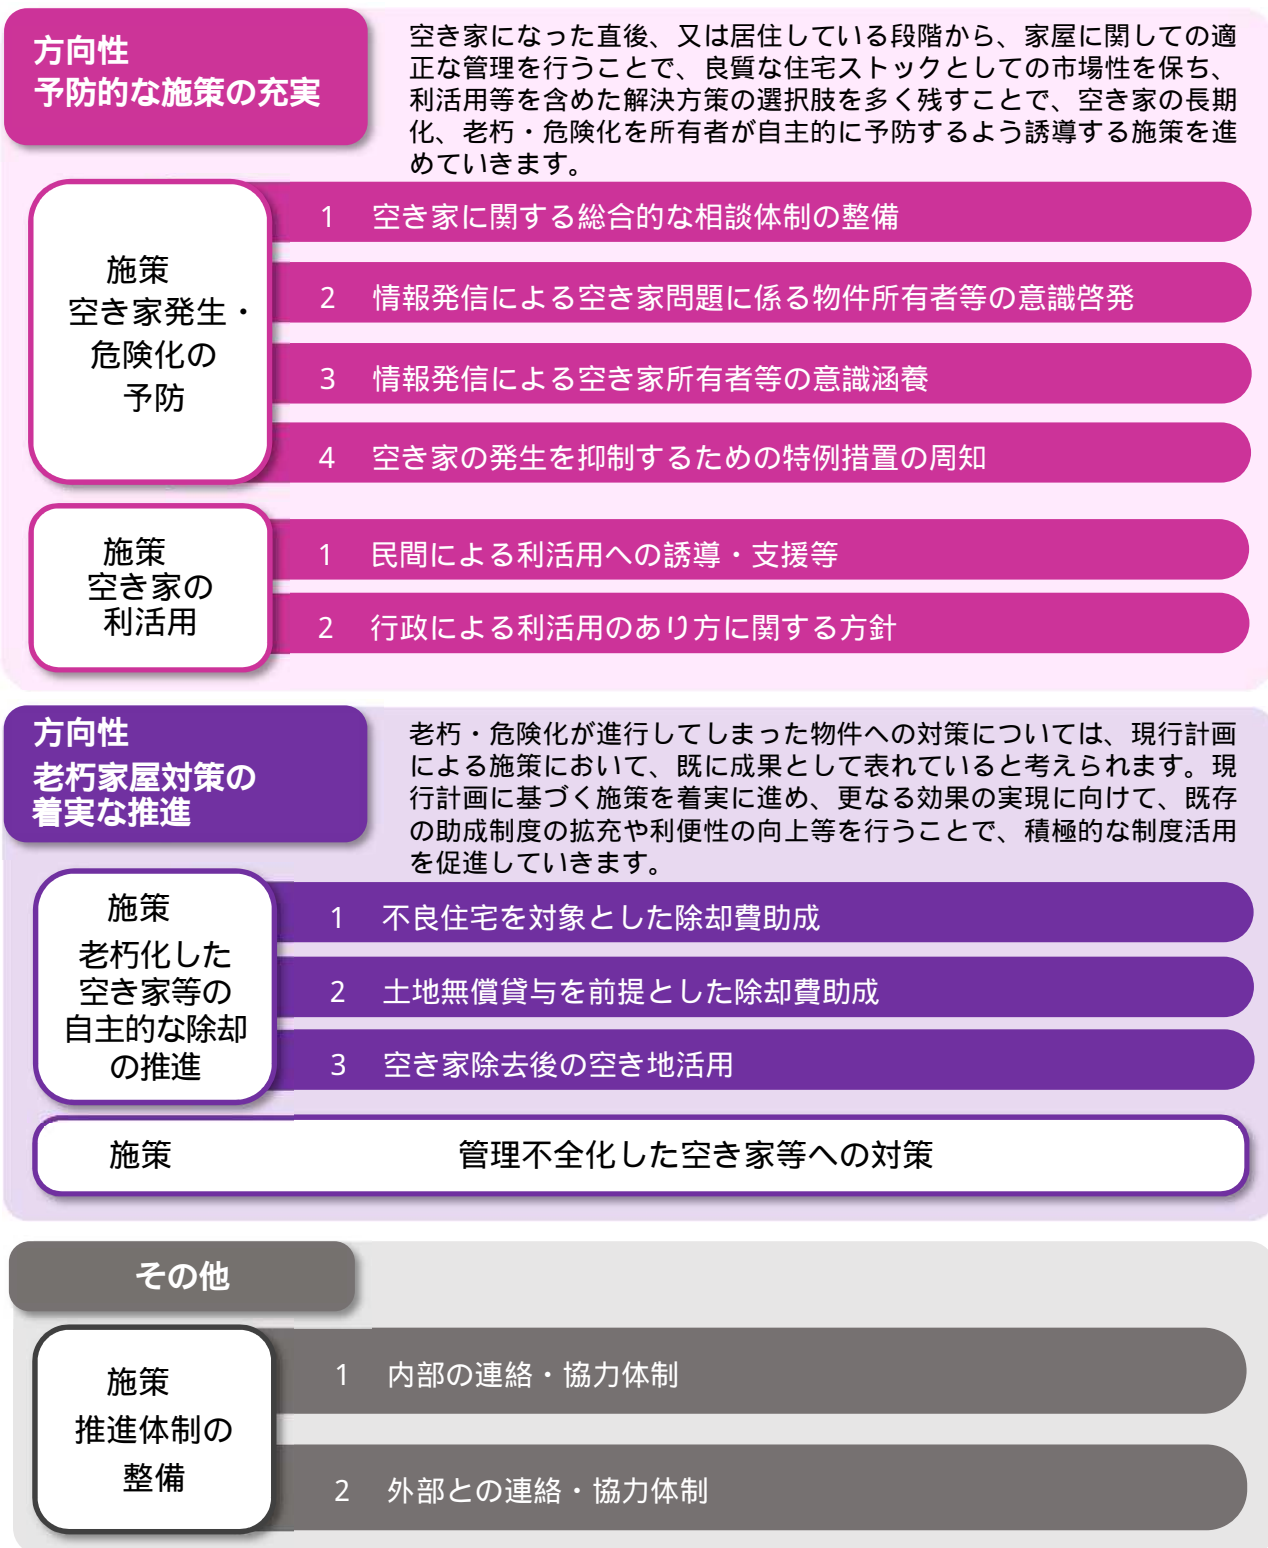 方向性
予防的な施策の充実
空き家になった直後、又は居住している段階から、家屋に関しての適
正な管理を行うことで、良質な住宅ストックとしての市場性を保ち、
利活用等を含めた解決方策の選択肢を多く残すことで、空き家の長期
化、老朽・危険化を所有者が自主的に予防するよう誘導する施策を進
めていきます。
施策
空き家発生・
危険化の
予防
1 空き家に関する総合的な相談体制の整備
2 情報発信による空き家問題に係る物件所有者等の意識啓発
3 情報発信による空き家所有者等の意識涵養
4 空き家の発生を抑制するための特例措置の周知
施策
空き家の
利活用
1 民間による利活用への誘導・支援等
2 行政による利活用のあり方に関する方針
方向性
老朽家屋対策の
着実な推進
老朽・危険化が進行してしまった物件への対策については、現行計画
による施策において、既に成果として表れていると考えられます。現
行計画に基づく施策を着実に進め、更なる効果の実現に向けて、既存
の助成制度の拡充や利便性の向上等を行うことで、積極的な制度活用
を促進していきます。
施策
老朽化した
空き家等の
自主的な除却
の推進
1 不良住宅を対象とした除却費助成
2 土地無償貸与を前提とした除却費助成
3 空き家除去後の空き地活用
施策 管理不全化した空き家等への対策
その他
施策
推進体制の
整備
1 内部の連絡・協力体制
2 外部との連絡・協力体制